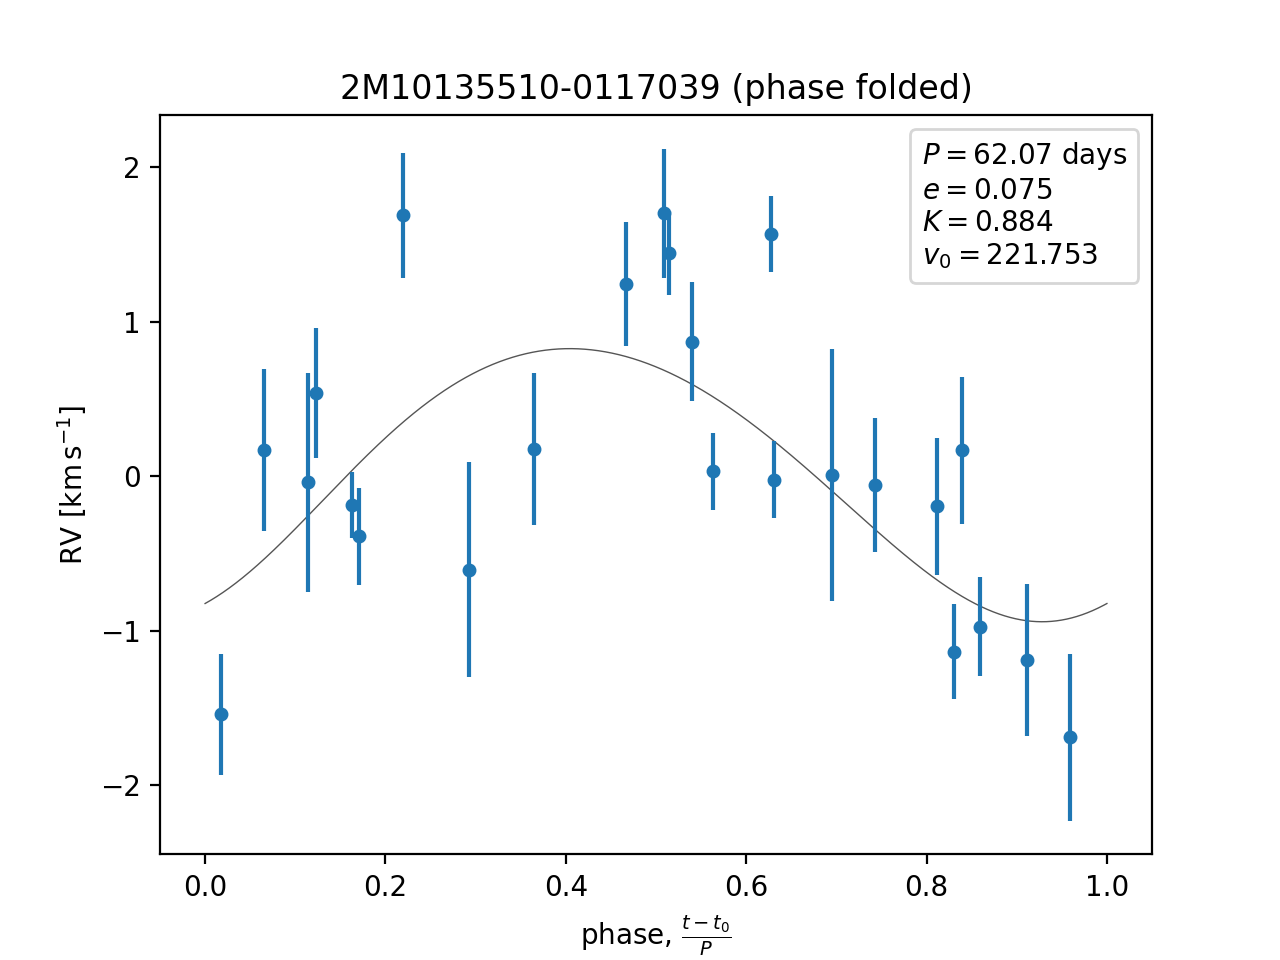 2M10135510-0117039 (phase folded)
P = 62.07 days
e = 0.075
K = 0.884
v₀ = 221.753
2
1
0
−1
−2
RV [km s⁻¹]
0.0 0.2 0.4 0.6 0.8 1.0
phase, (t − t₀)/P